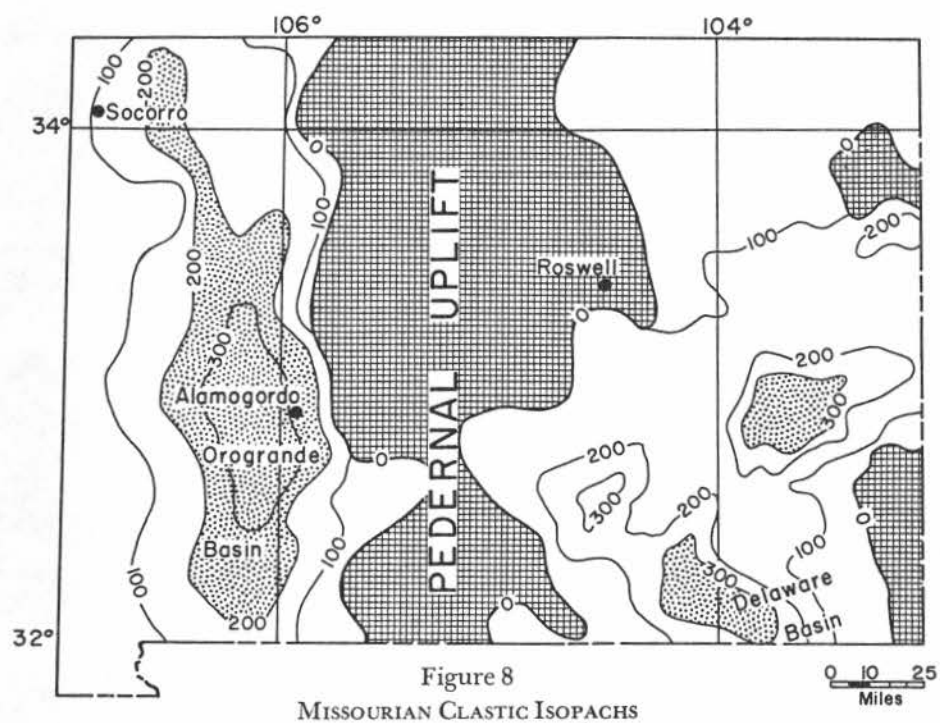 106°
104°
100
200
Socorro
34°
0
100
0
100
200
200
Roswell
PEDERNAL UPLIFT
0
300
200
Alamogordo
300
Orogrande
0
200
300
200
0
Basin
100
100
100
300
Delaware
Basin
200
0
32°
0 10 25
Miles
Figure 8
MISSOURIAN CLASTIC ISOPACHS